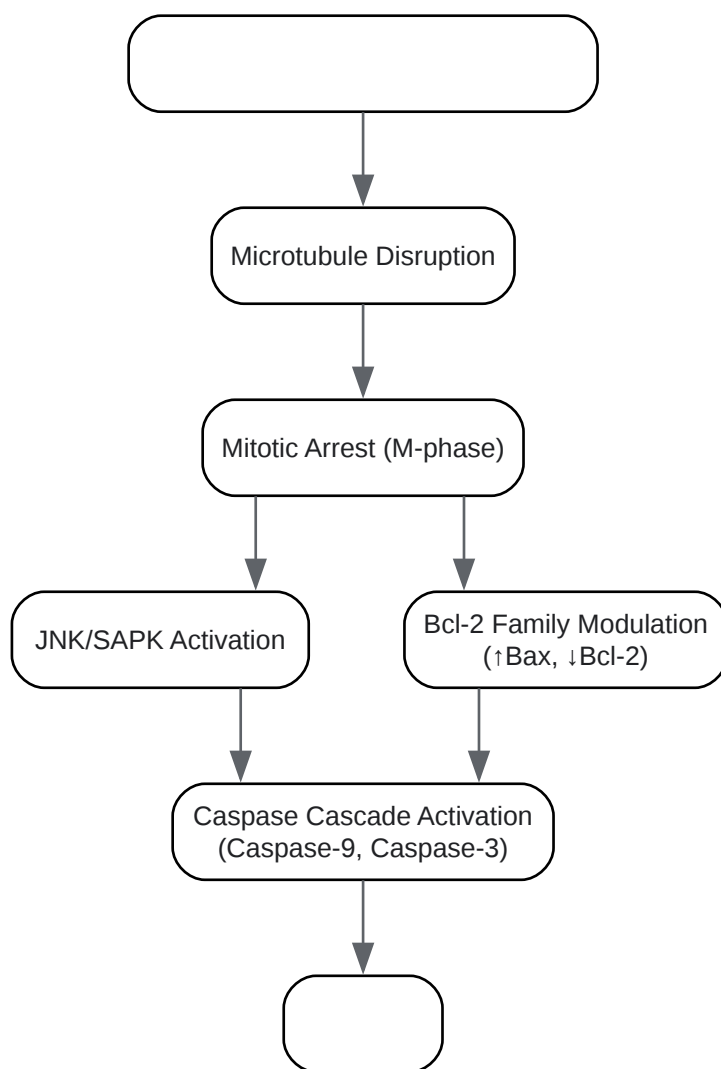 Microtubule Disruption
Mitotic Arrest (M-phase)
JNK/SAPK Activation
Bcl-2 Family Modulation
(↑Bax, ↓Bcl-2)
Caspase Cascade Activation
(Caspase-9, Caspase-3)